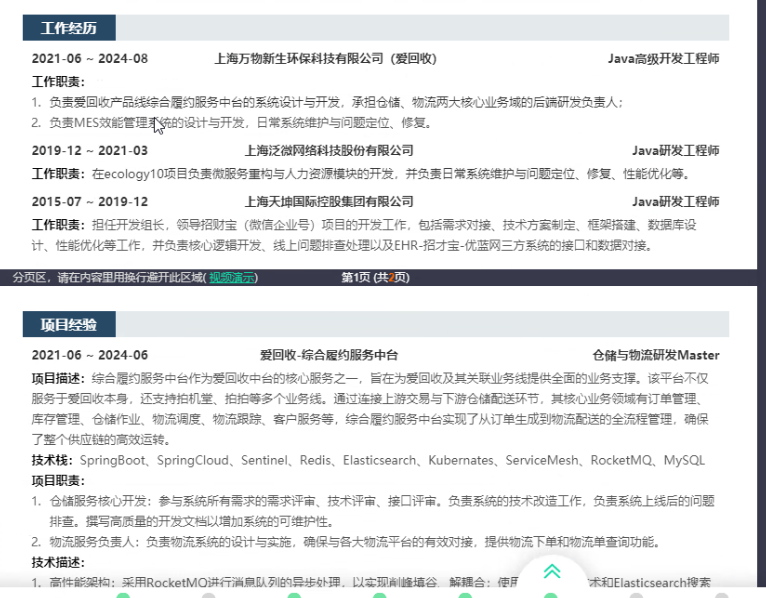 工作经历
2021-06 ~ 2024-08 上海万物新生环保科技有限公司（爱回收） Java高级开发工程师
工作职责：
1. 负责爱回收产品线综合履约服务中台的系统设计与开发，承担仓储、物流两大核心业务域的后端研发负责人；
2. 负责MES效能管理系统的设计与开发，日常系统维护与问题定位、修复。
2019-12 ~ 2021-03 上海泛微网络科技股份有限公司 Java研发工程师
工作职责：在ecology10项目负责微服务重构与人力资源模块的开发，并负责日常系统维护与问题定位、修复、性能优化等。
2015-07 ~ 2019-12 上海天坤国际控股集团有限公司 Java研发工程师
工作职责：担任开发组长，领导招财宝（微信企业号）项目的开发工作，包括需求对接、技术方案制定、框架搭建、数据库设
计、性能优化等工作，并负责核心逻辑开发、线上问题排查处理以及EHR-招才宝-优蓝网三方系统的接口和数据对接。
分页区，请在内容里用换行避开此区域( 视频演示) 第1页 (共2页)
项目经验
2021-06 ~ 2024-06 爱回收-综合履约服务中台 仓储与物流研发Master
项目描述：综合履约服务中台作为爱回收中台的核心服务之一，旨在为爱回收及其关联业务线提供全面的业务支撑。该平台不仅
服务于爱回收本身，还支持拍机堂、拍拍等多个业务线。通过连接上游交易与下游仓储配送环节，其核心业务领域有订单管理、
库存管理、仓储作业、物流调度、物流跟踪、客户服务等，综合履约服务中台实现了从订单生成到物流配送的全流程管理，确保
了整个供应链的高效运转。
技术栈：SpringBoot、SpringCloud、Sentinel、Redis、Elasticsearch、Kubernates、ServiceMesh、RocketMQ、MySQL
项目职责：
1. 仓储服务核心开发：参与系统所有需求的需求评审、技术评审、接口评审。负责系统的技术改造工作，负责系统上线后的问题
排查。撰写高质量的开发文档以增加系统的可维护性。
2. 物流服务负责人：负责物流系统的设计与实施，确保与各大物流平台的有效对接，提供物流下单和物流单查询功能。
技术描述：
1. 高性能架构：采用RocketMQ进行消息队列的异步处理，以实现削峰填谷、解耦合；使用 术和Elasticsearch搜索